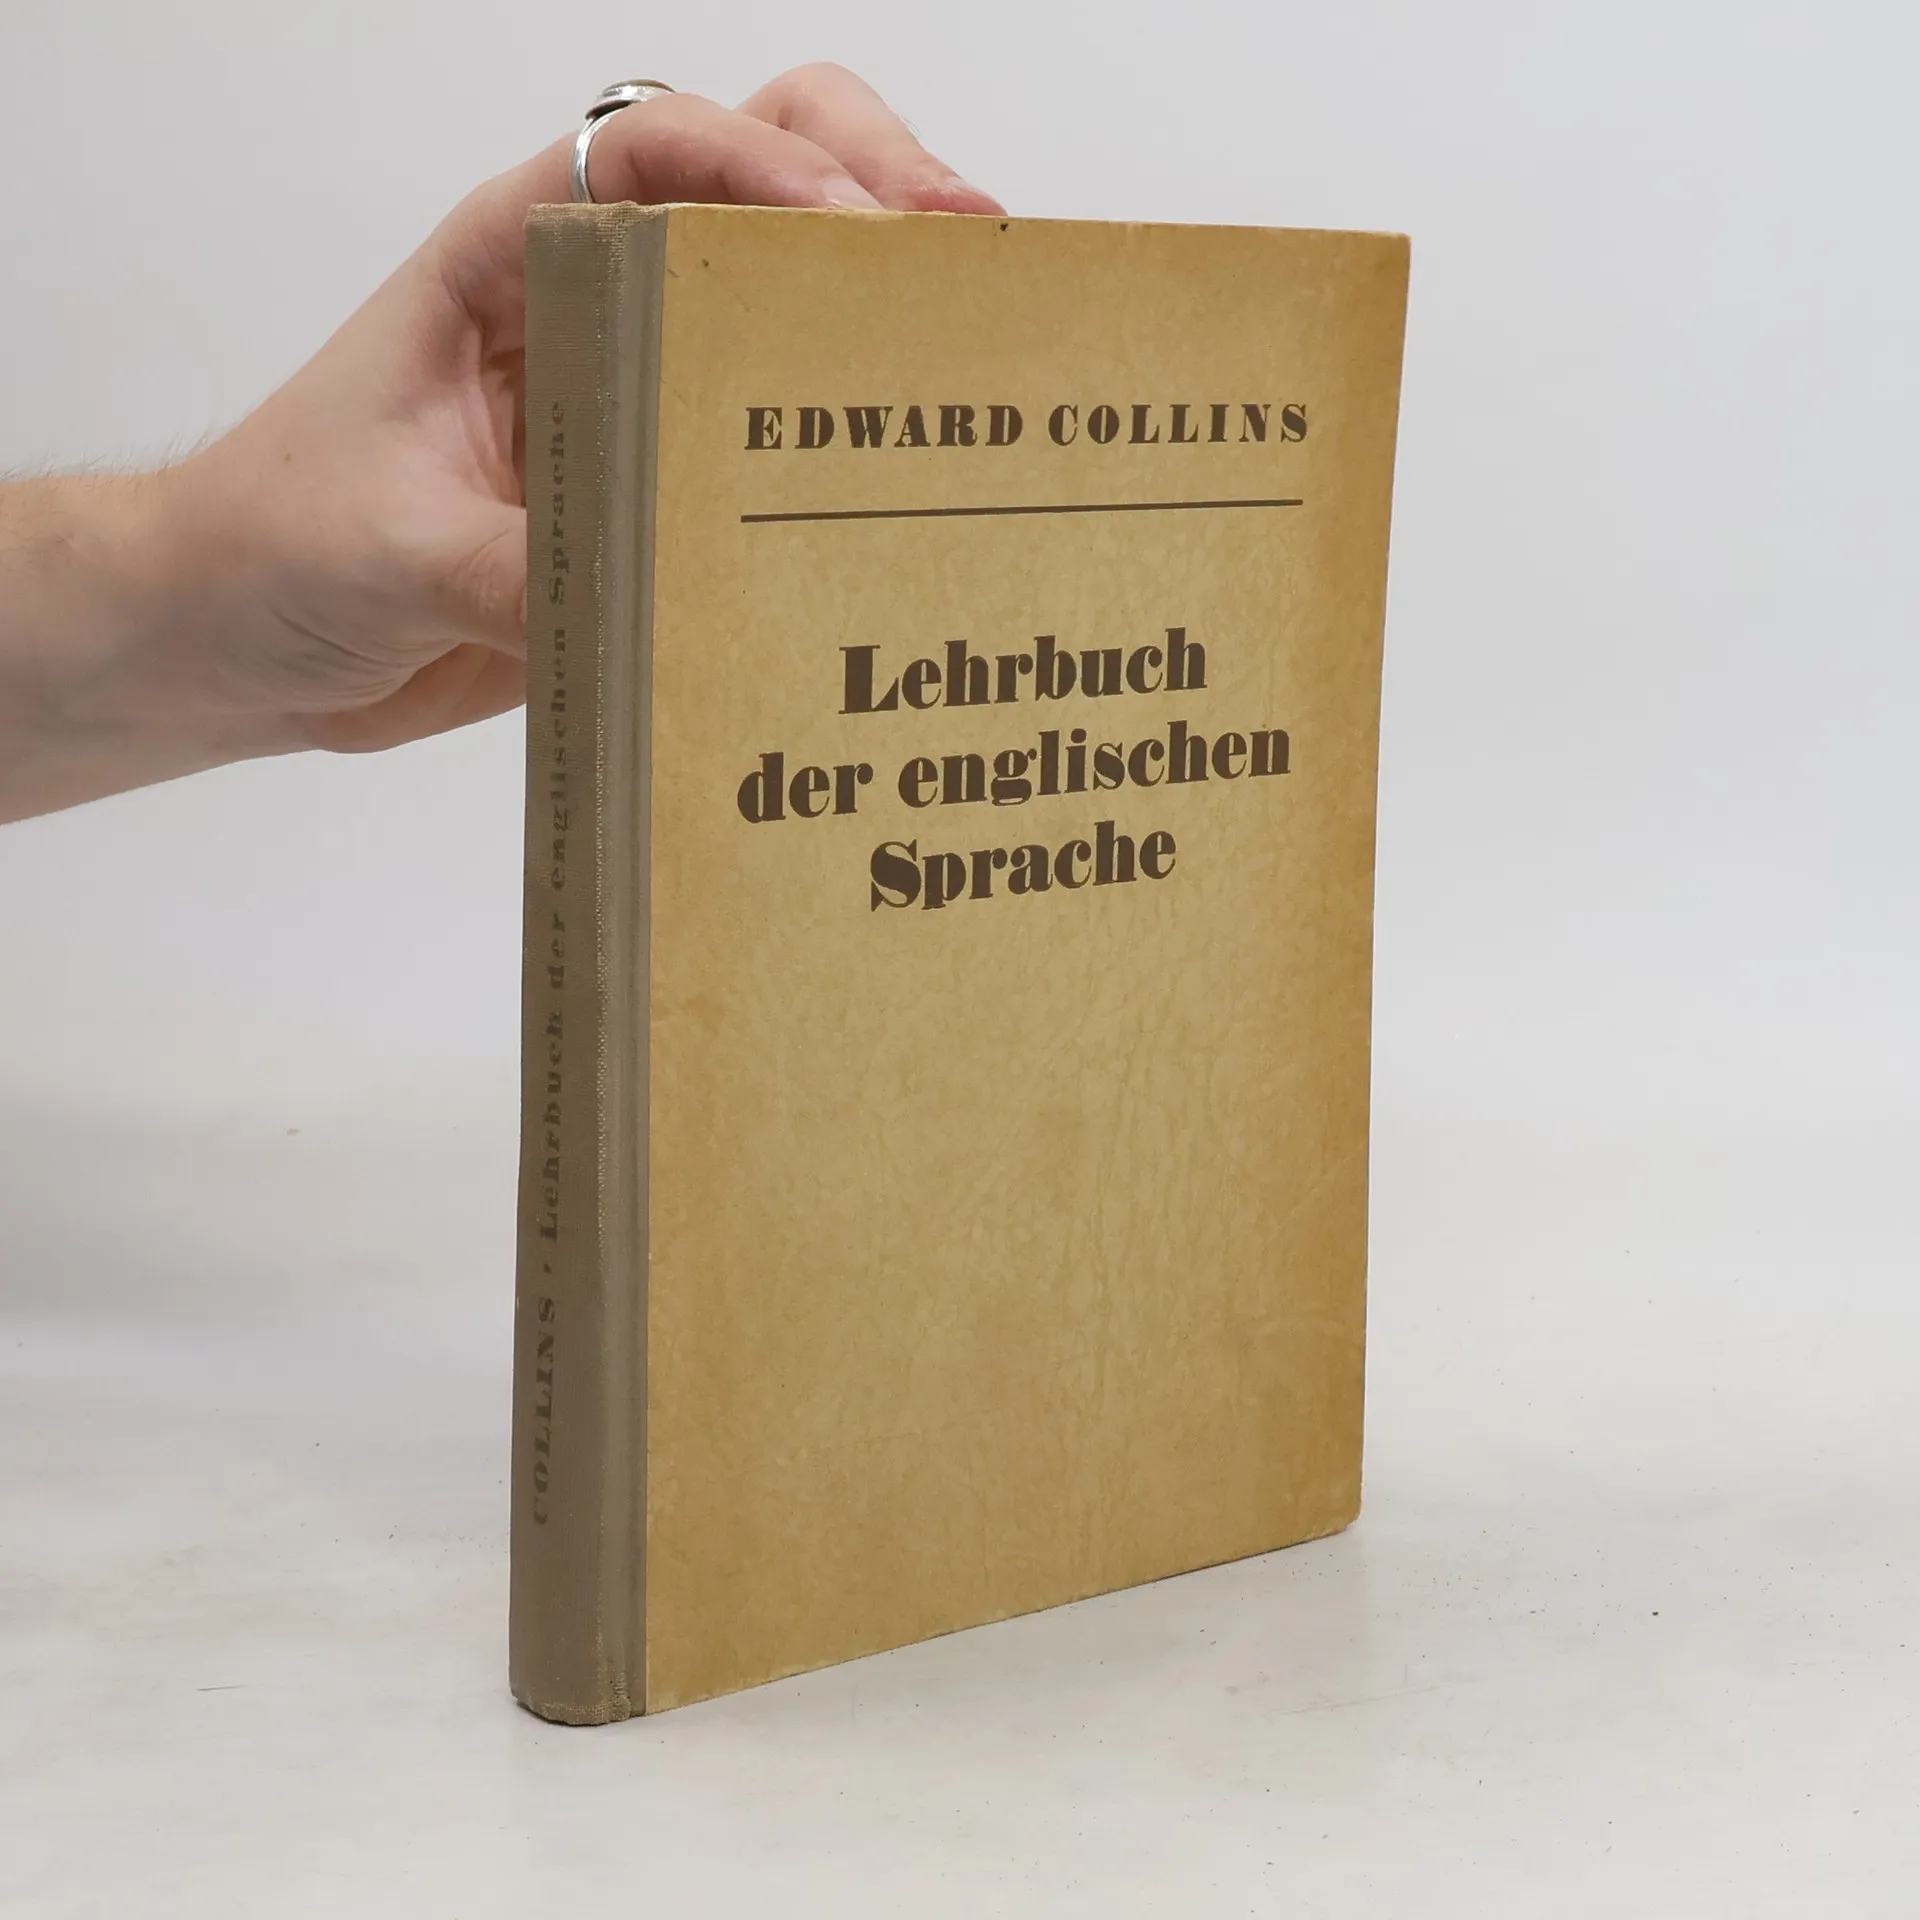 EDWARD COLLINS
Lehrbuch
der englischen
Sprache
COLLINS · Lehrbuch der englischen Sprache